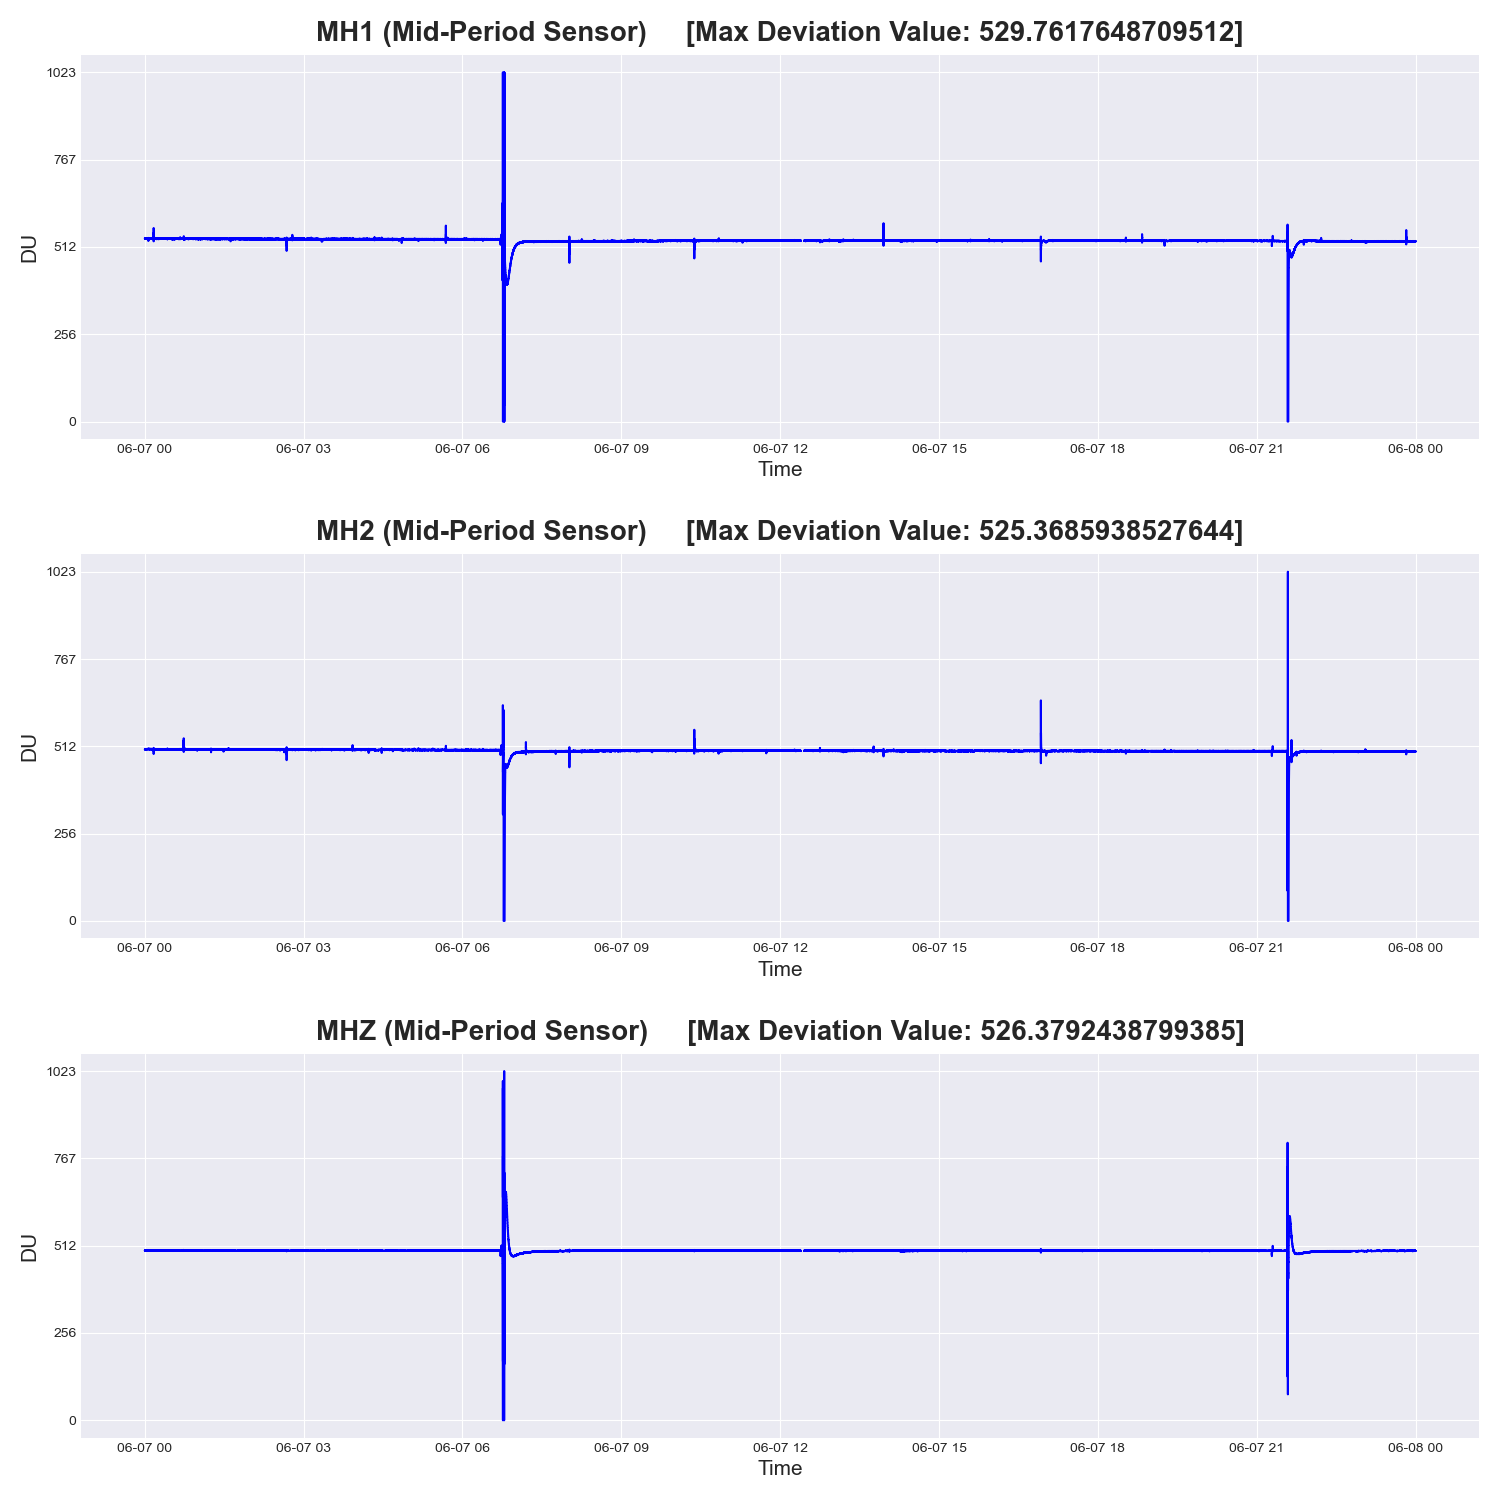 MH1 (Mid-Period Sensor) [Max Deviation Value: 529.7617648709512]
1023
767
512
256
0
DU
06-07 00 06-07 03 06-07 06 06-07 09 06-07 12 06-07 15 06-07 18 06-07 21 06-08 00
Time
MH2 (Mid-Period Sensor) [Max Deviation Value: 525.3685938527644]
1023
767
512
256
0
DU
06-07 00 06-07 03 06-07 06 06-07 09 06-07 12 06-07 15 06-07 18 06-07 21 06-08 00
Time
MHZ (Mid-Period Sensor) [Max Deviation Value: 526.3792438799385]
1023
767
512
256
0
DU
06-07 00 06-07 03 06-07 06 06-07 09 06-07 12 06-07 15 06-07 18 06-07 21 06-08 00
Time